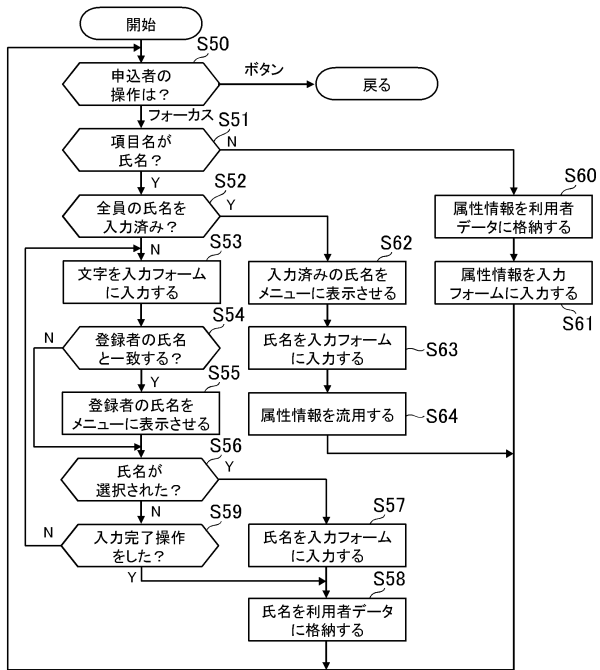 開始
S50
申込者の
操作は?
ボタン
戻る
フォーカス
S51
項目名が
氏名?
N
Y
S52
全員の氏名を
入力済み?
Y
N
S60
属性情報を利用者
データに格納する
S53
文字を入力フォーム
に入力する
S62
入力済みの氏名を
メニューに表示させる
属性情報を入力
フォームに入力する
S61
S54
N
登録者の氏名
と一致する?
Y
S63
氏名を入力フォーム
に入力する
S55
登録者の氏名を
メニューに表示させる
属性情報を流用する
S64
S56
氏名が
選択された?
Y
N
S59
N
入力完了操作
をした?
Y
S57
氏名を入力フォーム
に入力する
S58
氏名を利用者データ
に格納する